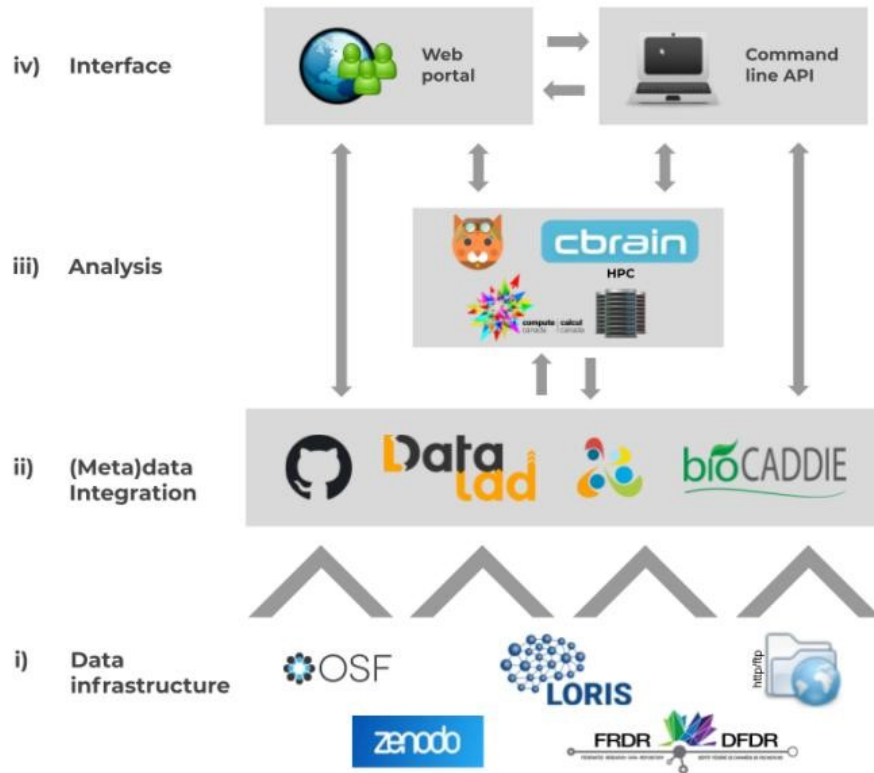 iv) Interface
Web
portal
Command
line API
iii) Analysis
cbrain
HPC
compute | calcul
canada | canada
ii) (Meta)data
Integration
Data
lad
bioCADDIE
i) Data
infrastructure
OSF
LORIS
http/ftp
zenodo
FRDR DFDR